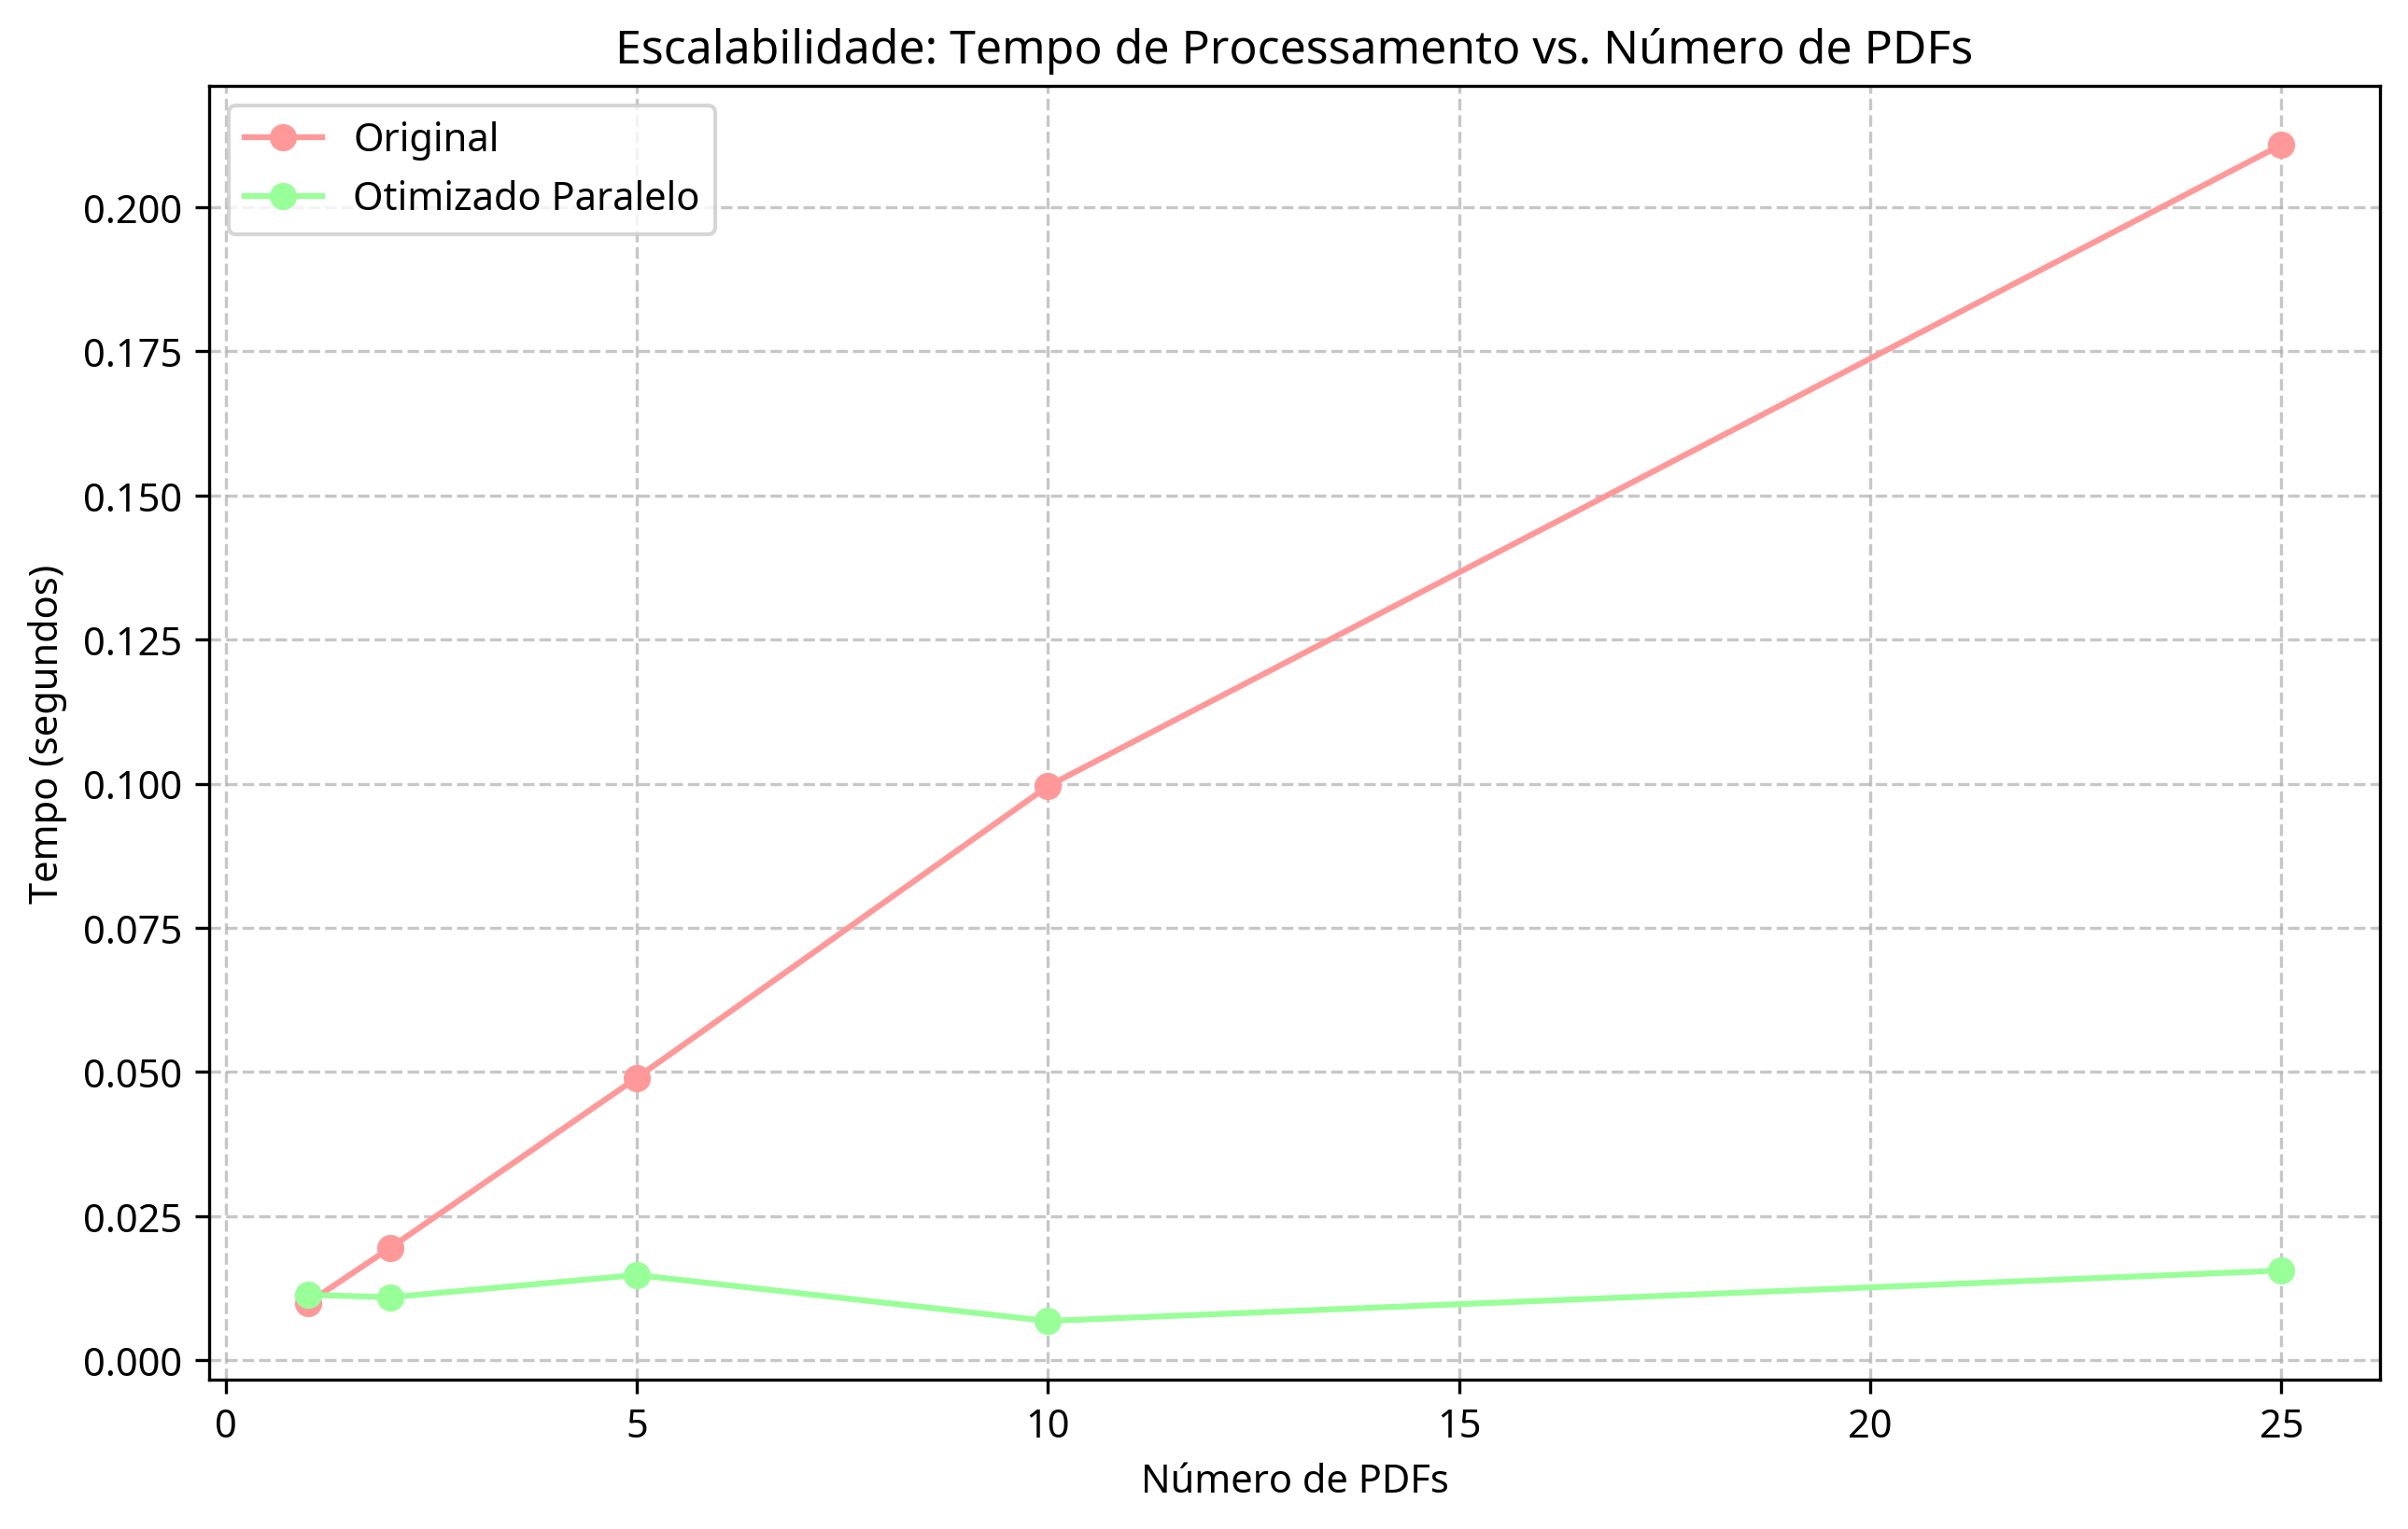 Escalabilidade: Tempo de Processamento vs. Número de PDFs
Original
Otimizado Paralelo
0.200
0.175
0.150
0.125
0.100
0.075
0.050
0.025
0.000
Tempo (segundos)
0 5 10 15 20 25
Número de PDFs